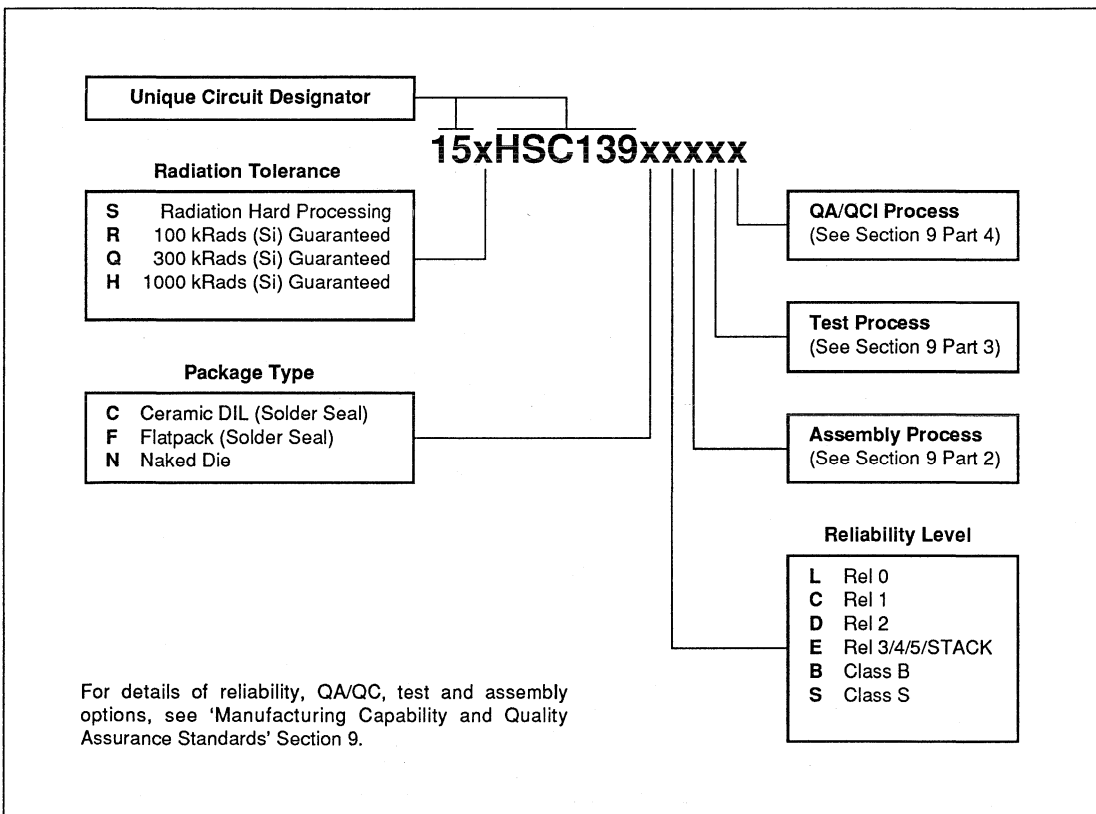 Unique Circuit Designator
15xHSC139xxxxx
Radiation Tolerance
S Radiation Hard Processing
R 100 kRads (Si) Guaranteed
Q 300 kRads (Si) Guaranteed
H 1000 kRads (Si) Guaranteed
Package Type
C Ceramic DIL (Solder Seal)
F Flatpack (Solder Seal)
N Naked Die
QA/QCI Process
(See Section 9 Part 4)
Test Process
(See Section 9 Part 3)
Assembly Process
(See Section 9 Part 2)
Reliability Level
L Rel 0
C Rel 1
D Rel 2
E Rel 3/4/5/STACK
B Class B
S Class S
For details of reliability, QA/QC, test and assembly
options, see ‘Manufacturing Capability and Quality
Assurance Standards’ Section 9.